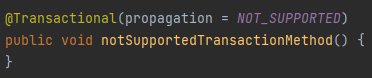 @Transactional(propagation = NOT_SUPPORTED)
public void notSupportedTransactionMethod() {
}